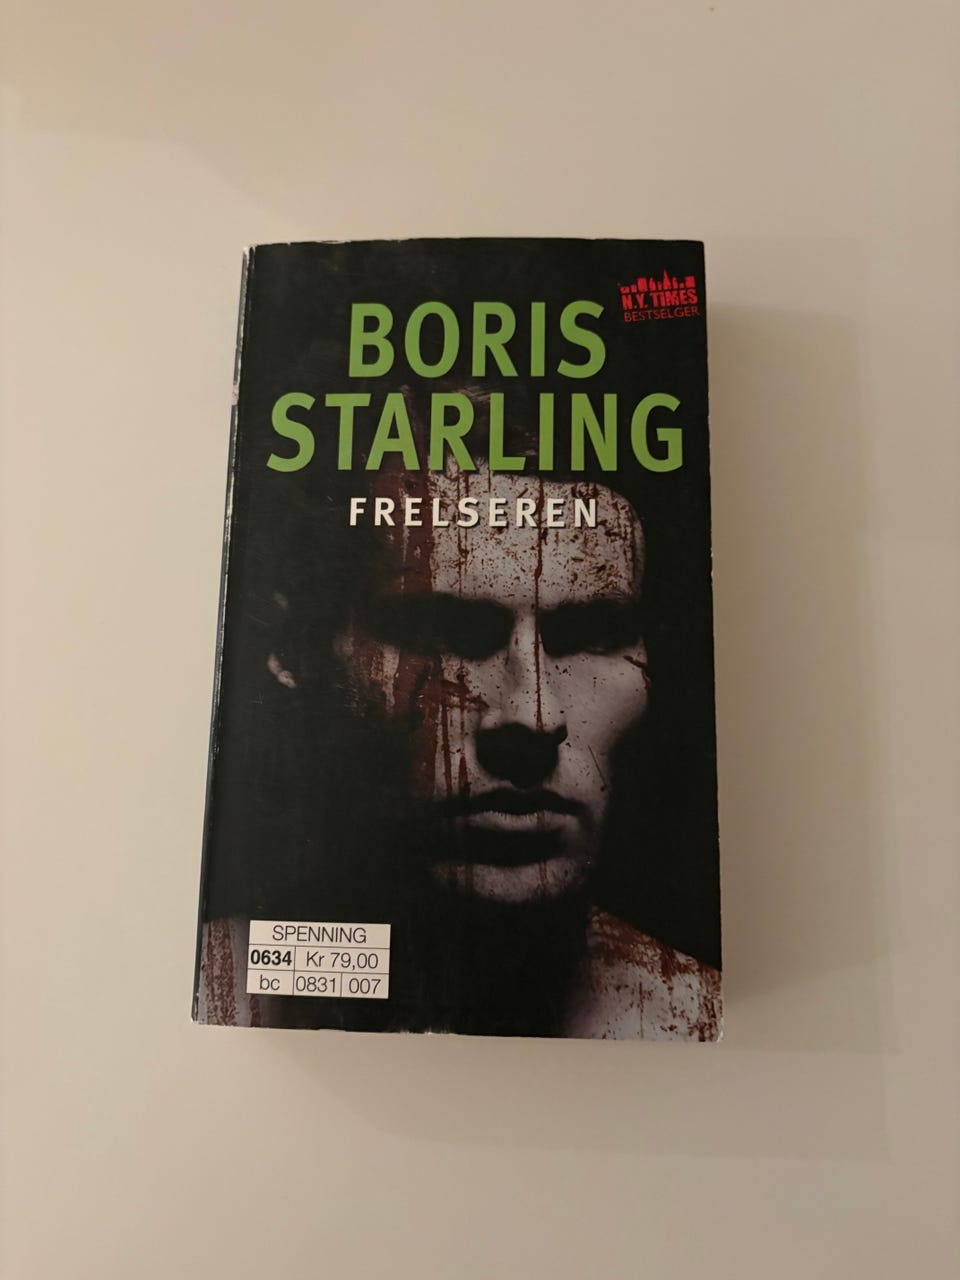 BORIS
STARLING
FRELSEREN
N.Y. TIMES
BESTSELGER
SPENNING
0634 Kr 79,00
bc 0831 007